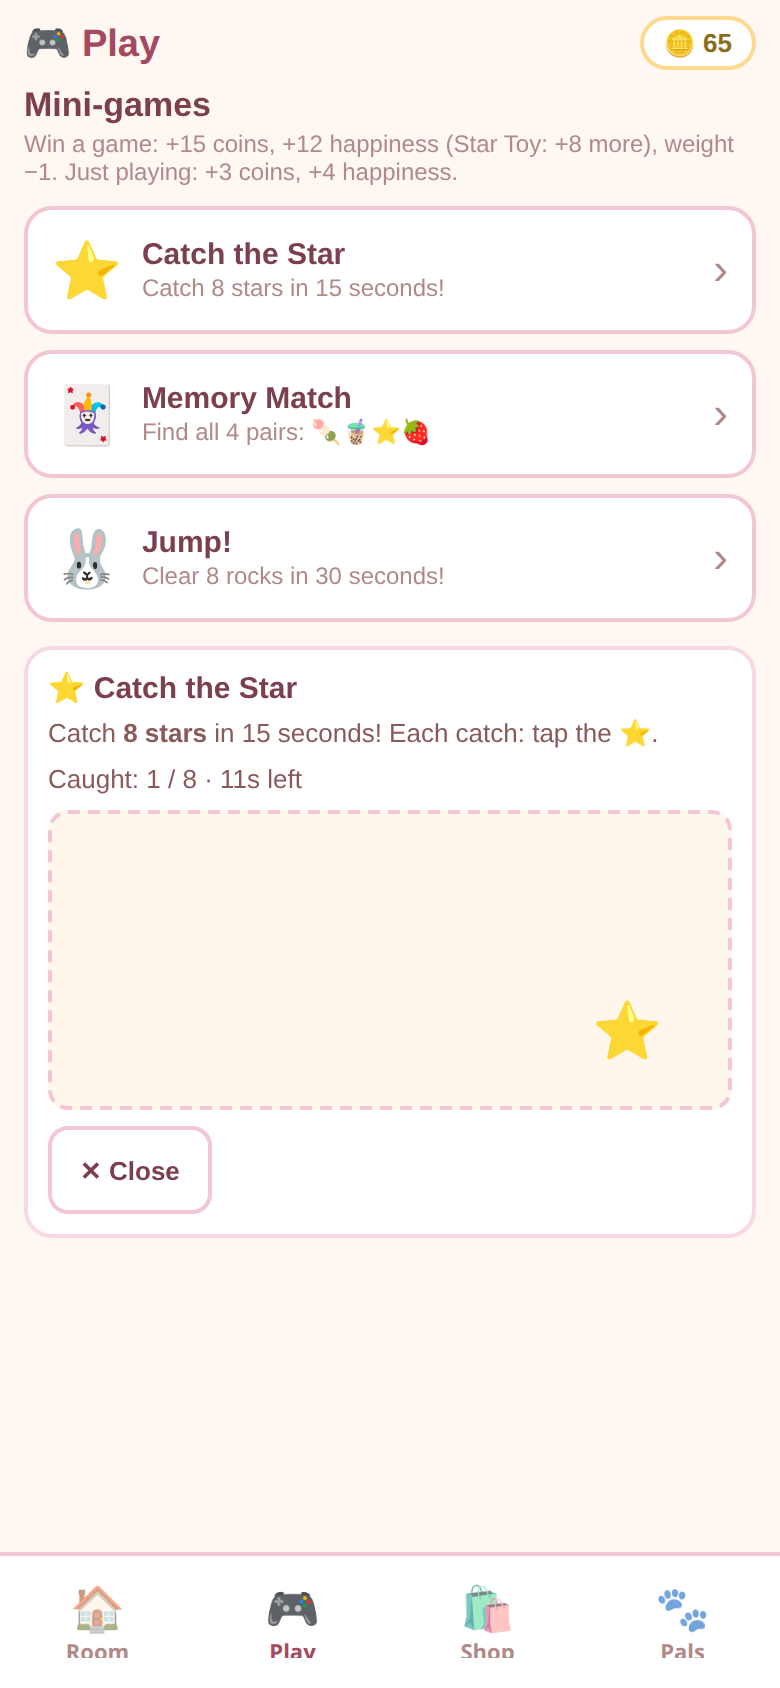 🎮 Play
🪙 65
Mini-games
Win a game: +15 coins, +12 happiness (Star Toy: +8 more), weight
−1. Just playing: +3 coins, +4 happiness.
Catch the Star
Catch 8 stars in 15 seconds!
›
Memory Match
Find all 4 pairs: 🍡🧋⭐🍓
›
Jump!
Clear 8 rocks in 30 seconds!
›
⭐ Catch the Star
Catch 8 stars in 15 seconds! Each catch: tap the ⭐.
Caught: 1 / 8 · 11s left
✕ Close
Room
Play
Shop
Pals